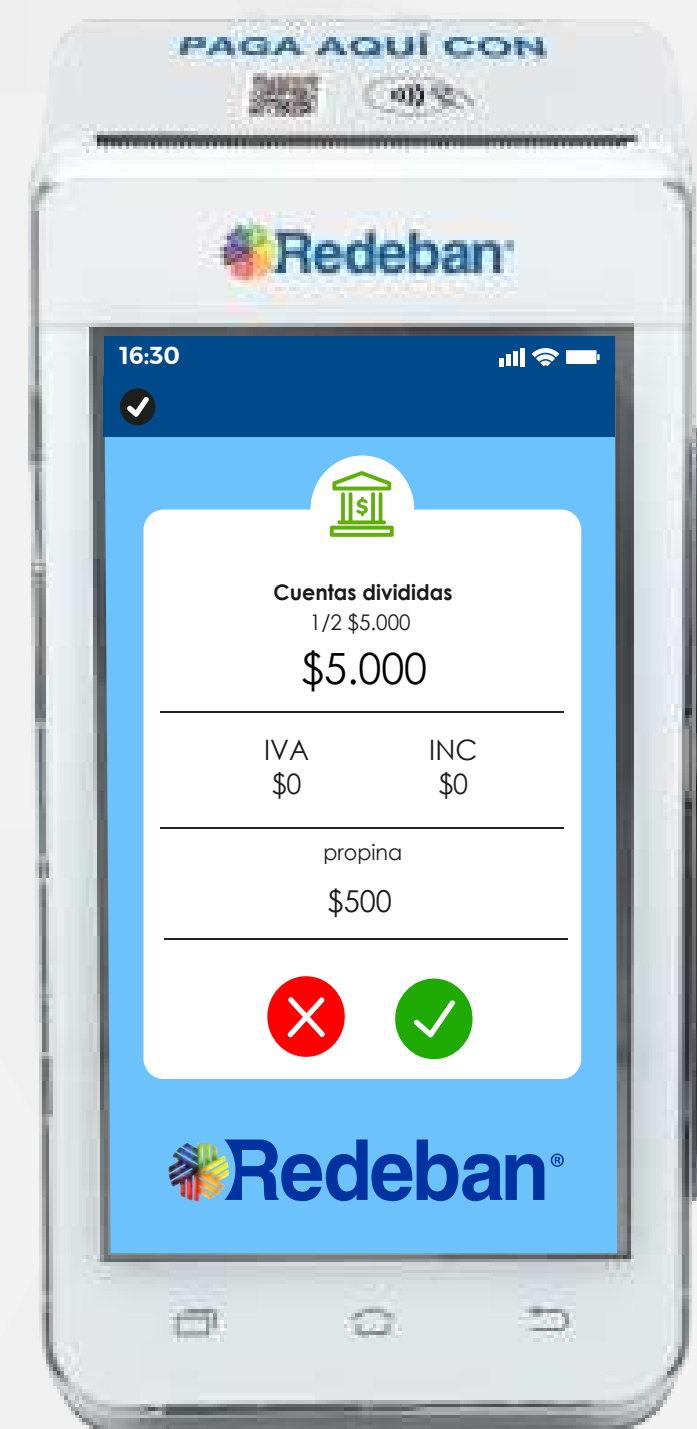 PAGA AQUÍ CON
Redeban
16:30
Cuentas divididas
1/2 $5.000
$5.000
IVA INC
$0 $0
propina
$500
Redeban®